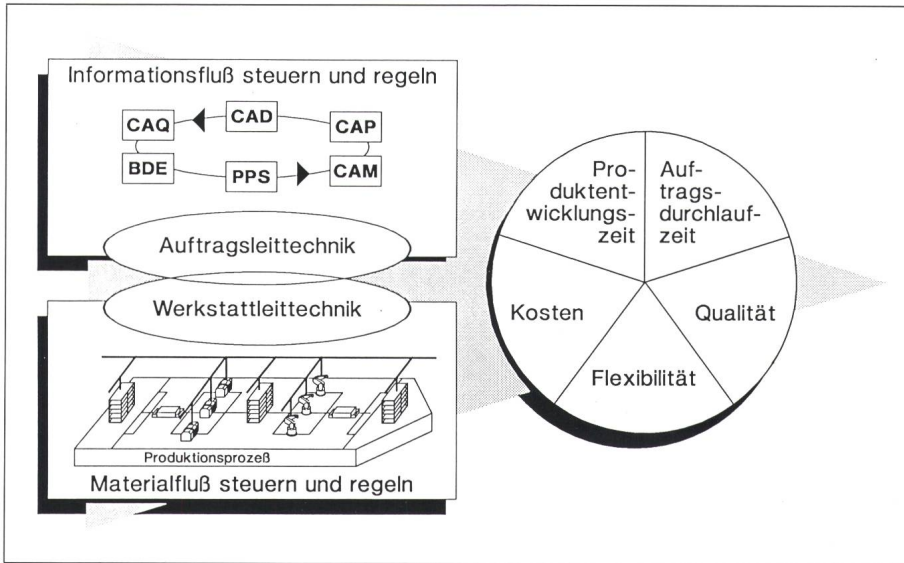 Informationsfluß steuern und regeln
CAD
CAQ
CAP
BDE
PPS
CAM
Auftragsleittechnik
Werkstattleittechnik
Produktionsprozeß
Materialfluß steuern und regeln
Pro-
duktent-
wicklungs-
zeit
Auf-
trags-
durchlauf-
zeit
Kosten
Qualität
Flexibilität